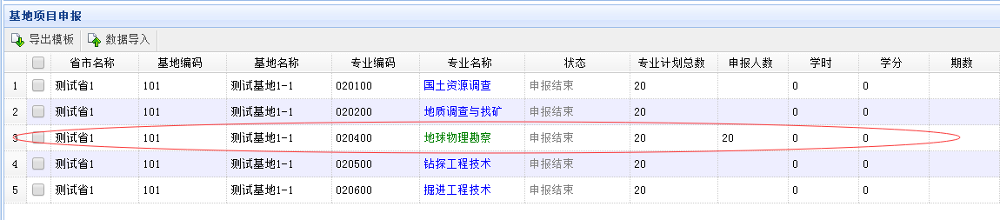 基地项目申报
导出模板 数据导入
省市名称 基地编码 基地名称 专业编码 专业名称 状态 专业计划总数 申报人数 学时 学分 期数
1 测试省1 101 测试基地1-1 020100 国土资源调查 申报结束 20 0 0
2 测试省1 101 测试基地1-1 020200 地质调查与找矿 申报结束 20 0 0
3 测试省1 101 测试基地1-1 020400 地球物理勘察 申报结束 20 20 0 0
4 测试省1 101 测试基地1-1 020500 钻探工程技术 申报结束 20 0 0
5 测试省1 101 测试基地1-1 020600 掘进工程技术 申报结束 20 0 0